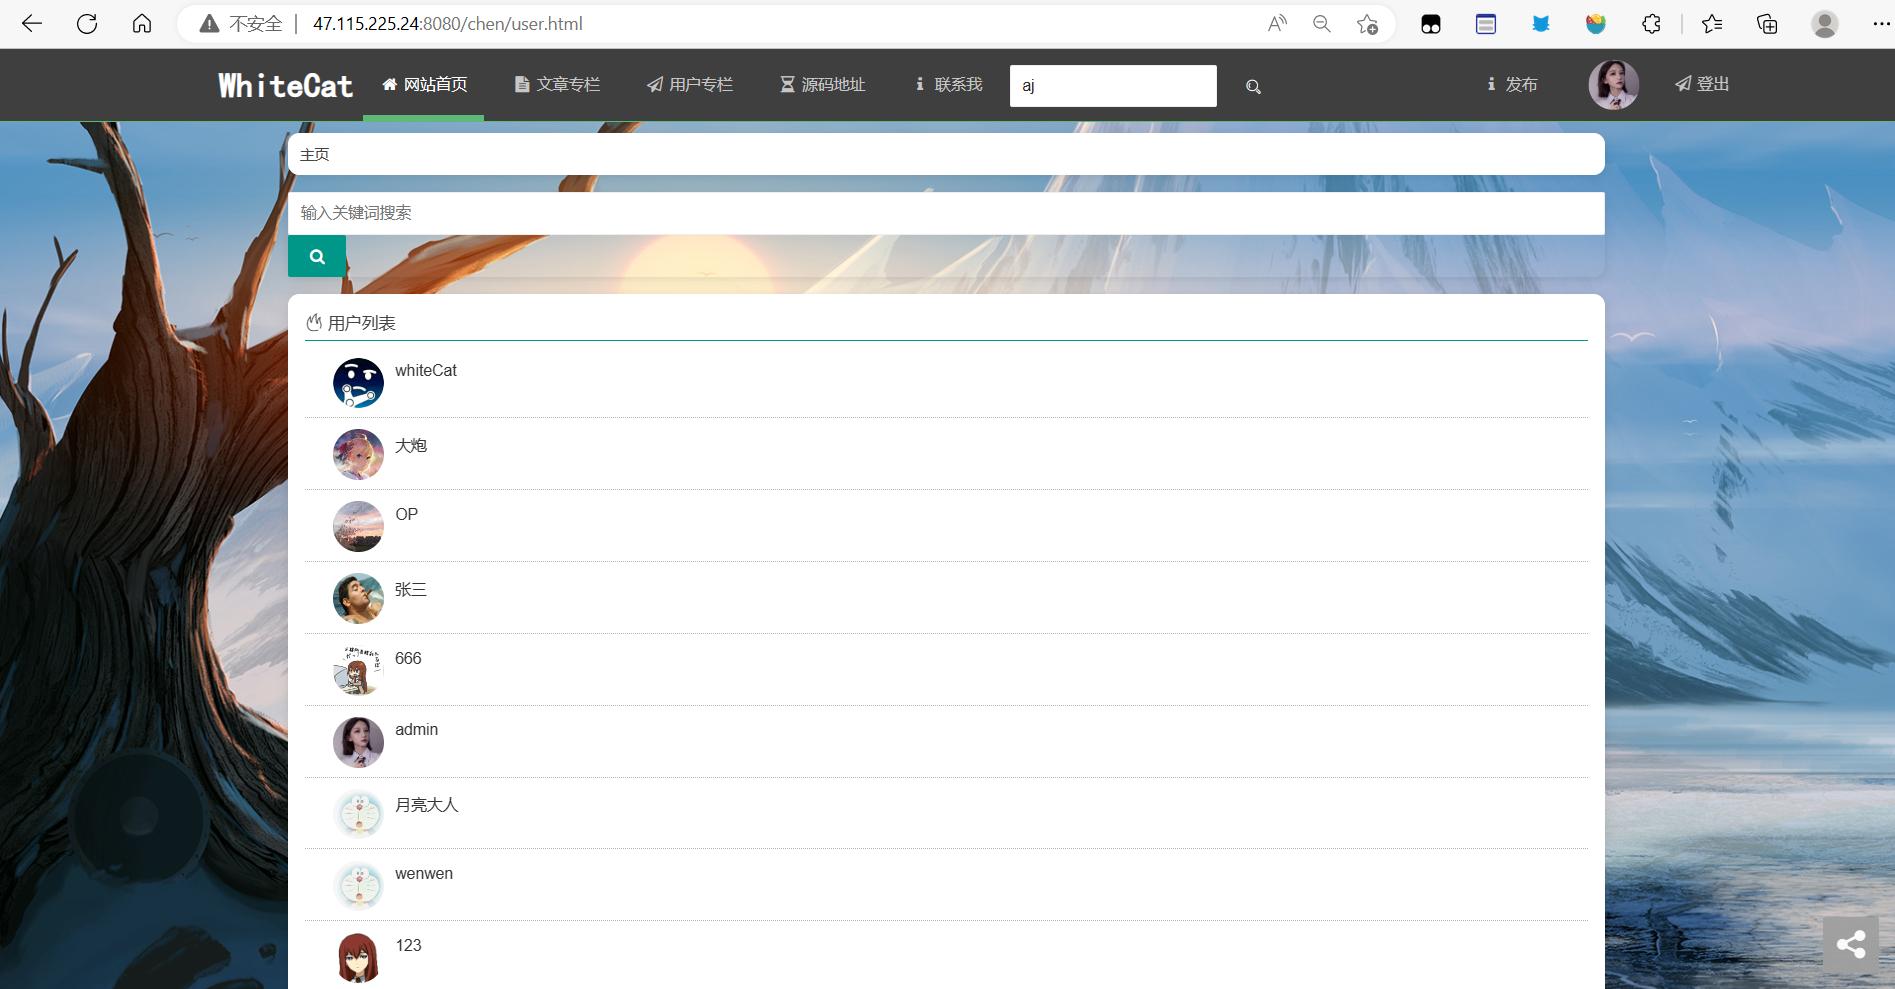 不安全 | 47.115.225.24:8080/chen/user.html
WhiteCat 网站首页 文章专栏 用户专栏 源码地址 联系我 aj 发布 登出
主页
输入关键词搜索
用户列表
whiteCat
大炮
OP
张三
666
admin
月亮大人
wenwen
123